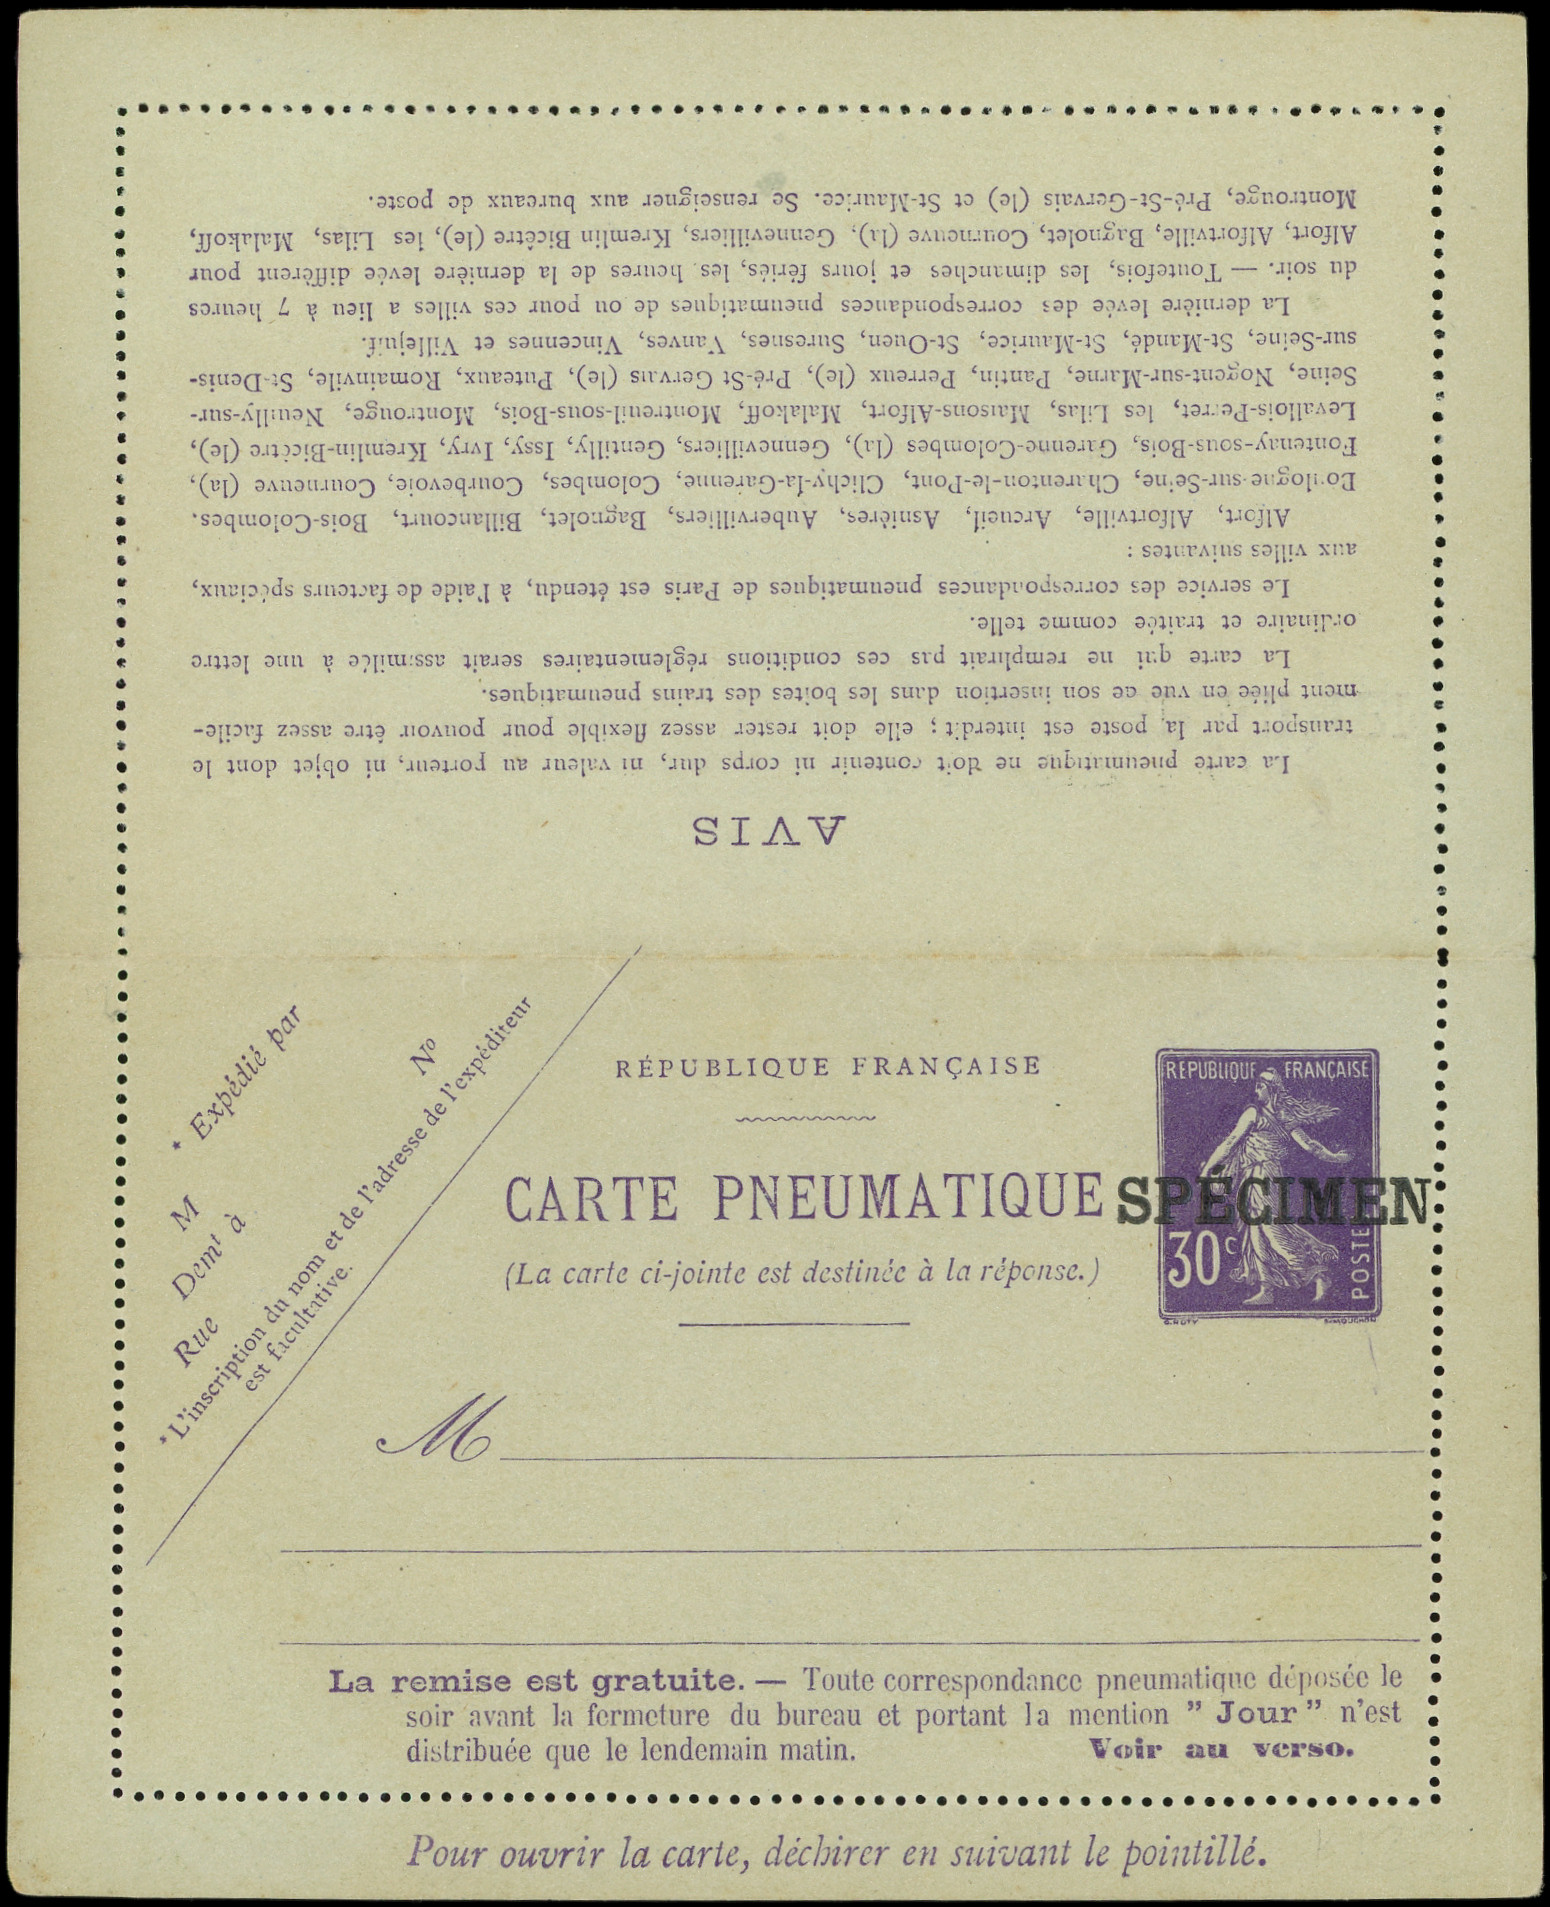 AVIS
La carte pneumatique ne doit contenir ni corps dur, ni valeur au porteur, ni objet dont le
transport par la poste est interdit; elle doit rester assez flexible pour pouvoir être assez facile-
ment pliée en vue de son insertion dans les boites des trains pneumatiques.
La carte qui ne remplirait pas ces conditions réglementaires serait assimilée à une lettre
ordinaire et traitée comme telle.
Le service des correspondances pneumatiques de Paris est étendu, à l'aide de facteurs spéciaux,
aux villes suivantes :
Alfort, Alfortville, Arcueil, Asnières, Aubervilliers, Bagnolet, Billancourt, Bois-Colombes.
Boulogne-sur-Seine, Charenton-le-Pont, Clichy-la-Garenne, Colombes, Courbevoie, Courneuve (la),
Fontenay-sous-Bois, Garenne-Colombes (la), Gennevilliers, Gentilly, Issy, Ivry, Kremlin-Bicêtre (le),
Levallois-Perret, les Lilas, Maisons-Alfort, Malakoff, Montreuil-sous-Bois, Montrouge, Neuilly-sur-
Seine, Nogent-sur-Marne, Pantin, Perreux (le), Pré-St Gervais (le), Puteaux, Romainvile, St-Denis-
sur-Seine, St-Mandé, St-Maurice, St-Ouen, Suresnes, Vanves, Vincennes et Villejuif.
La dernière levée des correspondances pneumatiques de ou pour ces villes a lieu à 7 heures
du soir. — Toutefois, les dimanches et jours fériés, les heures de la dernière levée diffèrent pour
Alfort, Alfortville, Bagnolet, Courneuve (la), Gennevilliers, Kremlin Bicêtre (le), les Lilas, Malakoff,
Montrouge, Pré-St-Gervais (le) et St-Maurice. Se renseigner aux bureaux de poste.
* Expédié par
M
Demt à
Rue
No
* L'inscription du nom et de l'adresse de l'expéditeur
est facultative.
RÉPUBLIQUE FRANÇAISE
CARTE PNEUMATIQUE
(La carte ci-jointe est destinée à la réponse.)
REPUBLIQUE FRANÇAISE
SPÉCIMEN
30c
POSTES
O. ROTY
E. MOUCHON
M
La remise est gratuite. — Toute correspondance pneumatique déposée le
soir avant la fermeture du bureau et portant la mention " Jour " n'est
distribuée que le lendemain matin. Voir au verso.
Pour ouvrir la carte, déchirer en suivant le pointillé.